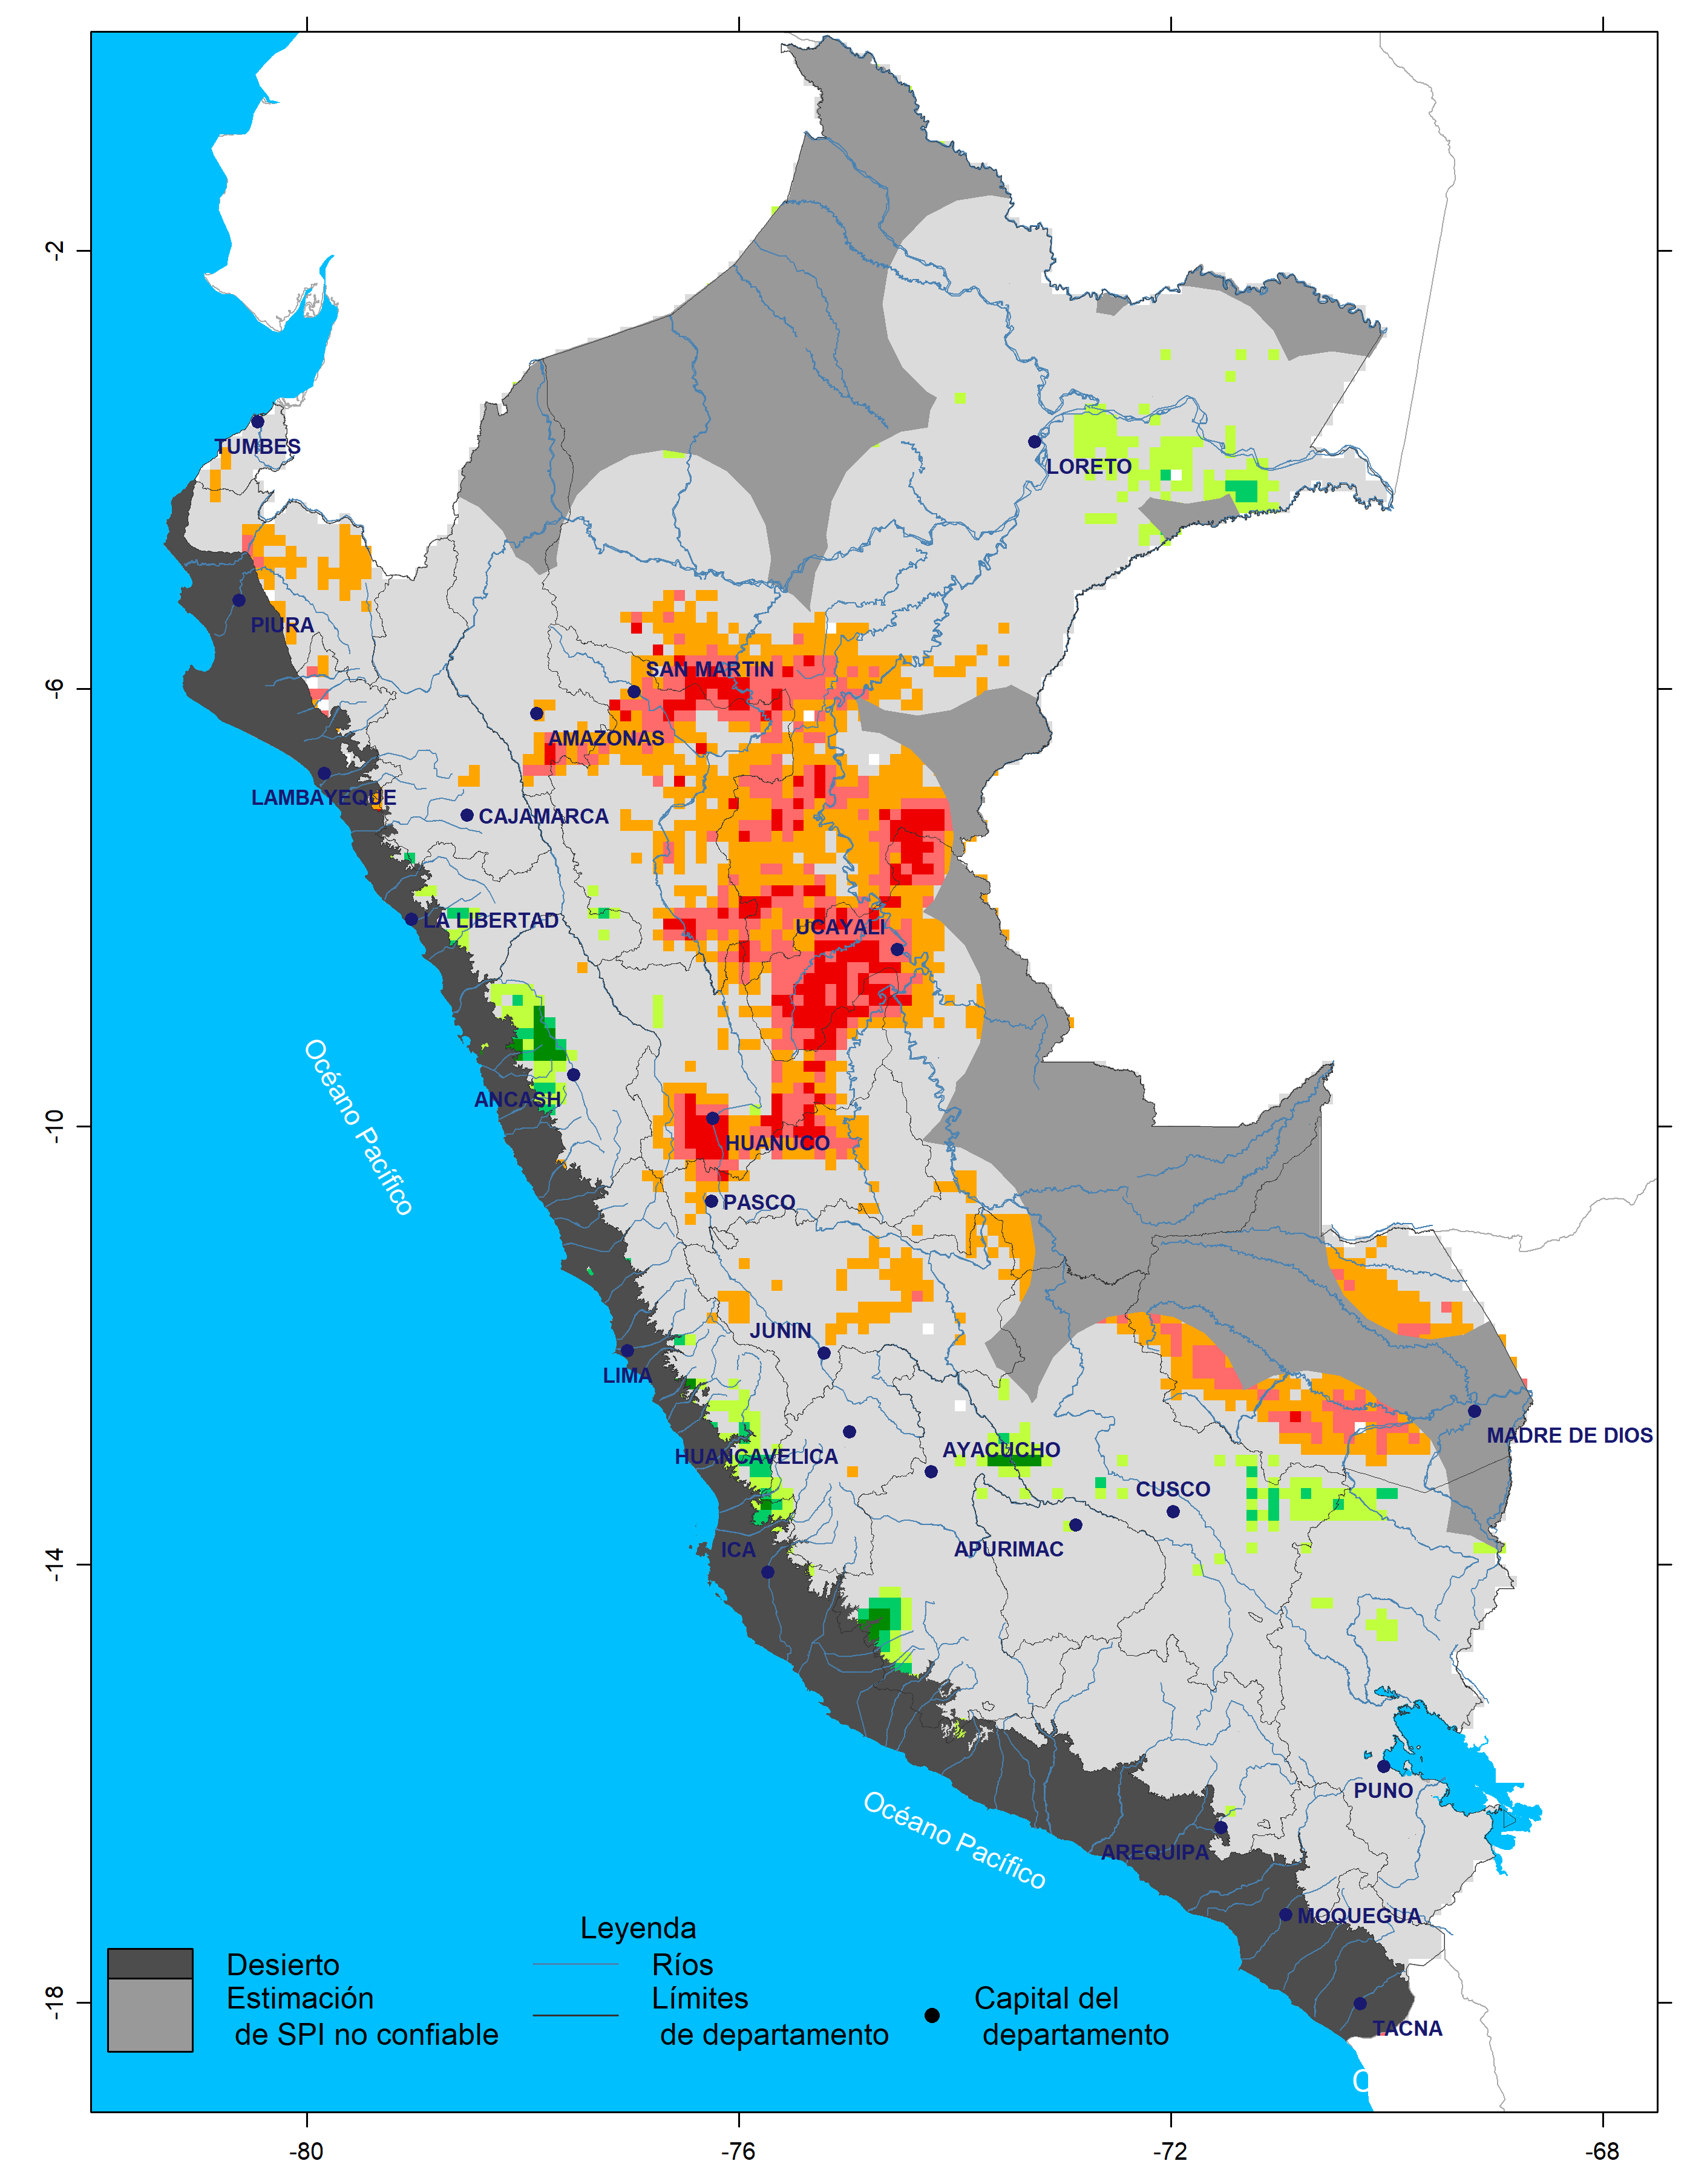 -2
TUMBES
LORETO
PIURA
-6
SAN MARTIN
AMAZONAS
LAMBAYEQUE
CAJAMARCA
LA LIBERTAD
UCAYALI
Océano Pacífico
ANCASH
-10
HUANUCO
PASCO
JUNIN
LIMA
MADRE DE DIOS
HUANCAVELICA
AYACUCHO
CUSCO
ICA
APURIMAC
-14
PUNO
Océano Pacífico
AREQUIPA
MOQUEGUA
Leyenda
Desierto
Ríos
Estimación
de SPI no confiable
Límites
de departamento
Capital del
departamento
-18
TACNA
-80
-76
-72
-68